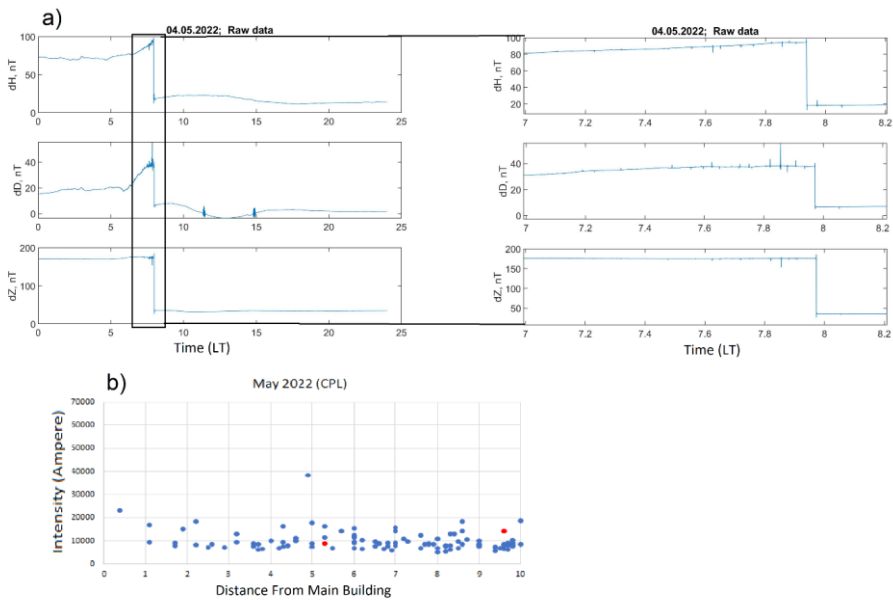 a)
04.05.2022; Raw data
dH, nT
100
50
0
0 5 10 15 20 25
dD, nT
40
20
0
0 5 10 15 20 25
dZ, nT
200
100
0
0 5 10 15 20 25
Time (LT)
04.05.2022; Raw data
dH, nT
80
60
40
20
7 7.2 7.4 7.6 7.8 8 8.2
dD, nT
40
20
0
7 7.2 7.4 7.6 7.8 8 8.2
dZ, nT
200
150
100
50
7 7.2 7.4 7.6 7.8 8 8.2
Time (LT)
b)
May 2022 (CPL)
Intensity (Ampere)
70000
60000
50000
40000
30000
20000
10000
0
0 1 2 3 4 5 6 7 8 9 10
Distance From Main Building